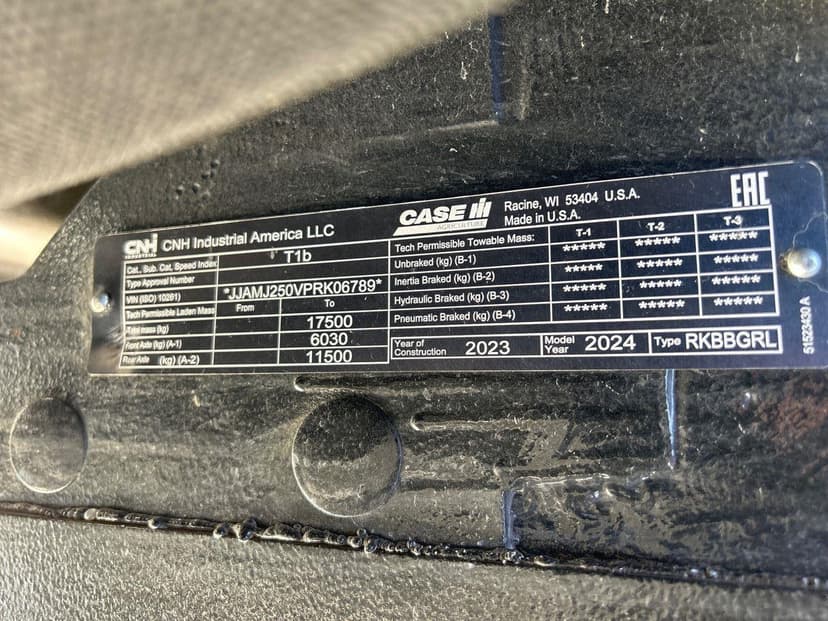 CNH INDUSTRIAL CNH Industrial America LLC
CASE IH AGRICULTURE
Racine, WI 53404 U.S.A.
Made in U.S.A.
EAC
Cat., Sub. Cat, Speed Index T1b
Type Approval Number
VIN (ISO) 10261) *JJAMJ250VPRK06789*
Tech Permissible Laden Mass From To
Total mass (kg) 17500
Front Axle (kg) (A-1) 6030
Rear Axle (kg) (A-2) 11500
Tech Permissible Towable Mass: T-1 T-2 T-3
Unbraked (kg) (B-1) ***** ***** *****
Inertia Braked (kg) (B-2) ***** ***** *****
Hydraulic Braked (kg) (B-3) ***** ***** *****
Pneumatic Braked (kg) (B-4) ***** ***** *****
Year of Construction 2023 Model Year 2024 Type RKBBGRL
51523430 A